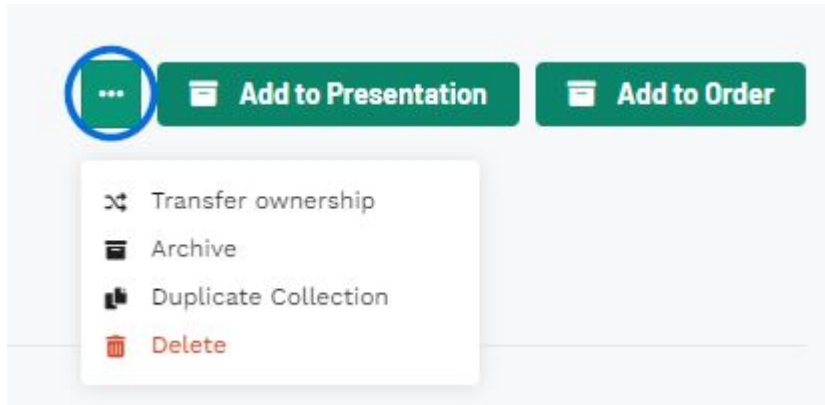 ... Add to Presentation Add to Order
Transfer ownership
Archive
Duplicate Collection
Delete